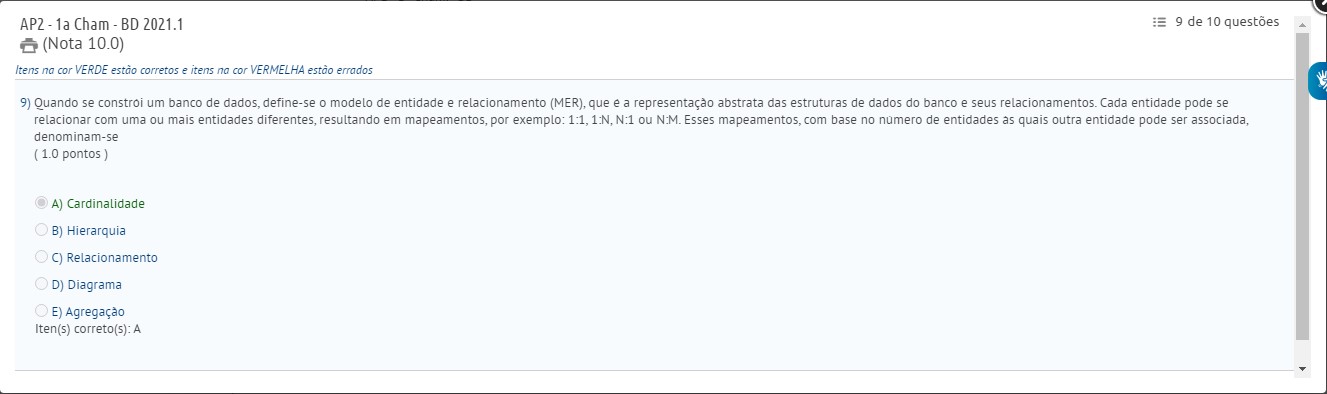 AP2 - 1a Cham - BD 2021.1
9 de 10 questões
(Nota 10.0)
Itens na cor VERDE estão corretos e itens na cor VERMELHA estão errados
9) Quando se constrói um banco de dados, define-se o modelo de entidade e relacionamento (MER), que é a representação abstrata das estruturas de dados do banco e seus relacionamentos. Cada entidade pode se
relacionar com uma ou mais entidades diferentes, resultando em mapeamentos, por exemplo: 1:1, 1:N, N:1 ou N:M. Esses mapeamentos, com base no número de entidades às quais outra entidade pode ser associada,
denominam-se
( 1.0 pontos )
A) Cardinalidade
B) Hierarquia
C) Relacionamento
D) Diagrama
E) Agregação
Iten(s) correto(s): A